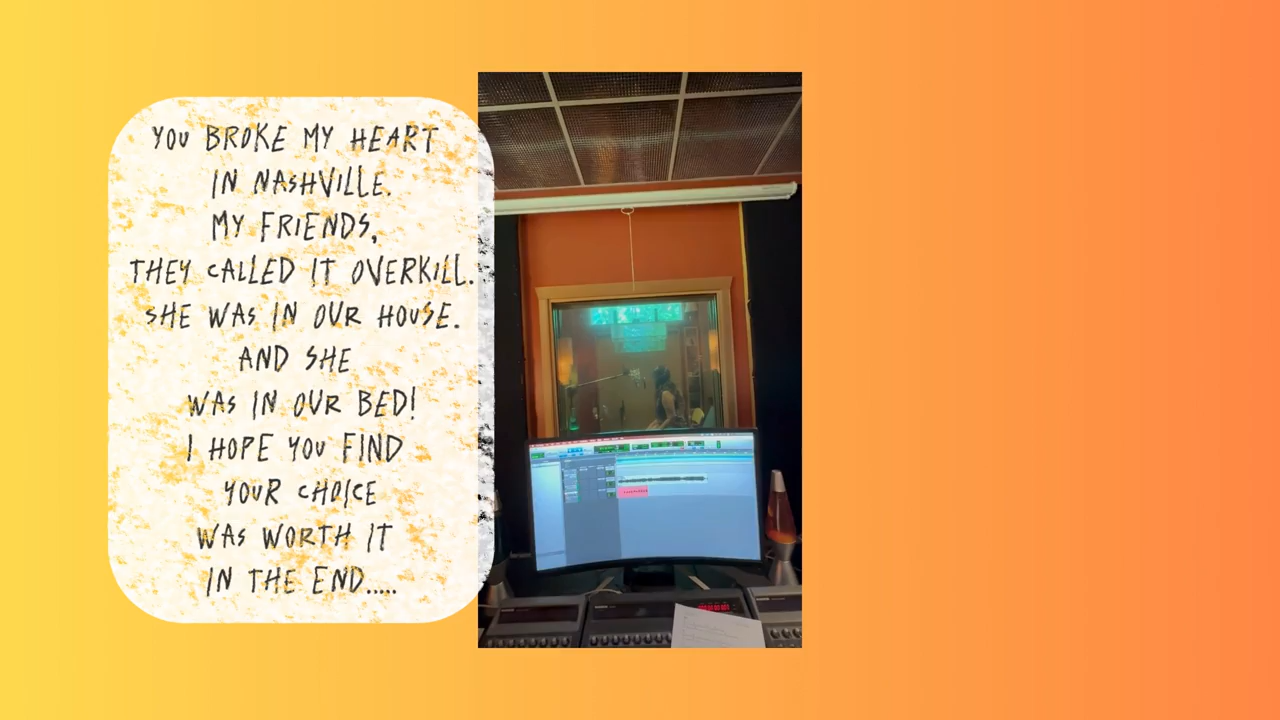 YOU BROKE MY HEART
IN NASHVILLE.
MY FRIENDS,
THEY CALLED IT OVERKILL.
SHE WAS IN OUR HOUSE.
AND SHE
WAS IN OUR BED!
I HOPE YOU FIND
YOUR CHOICE
WAS WORTH IT
IN THE END.....